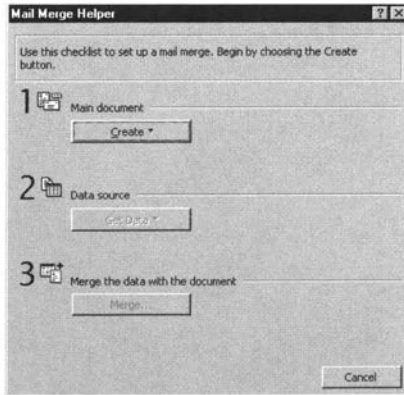 Mail Merge Helper
Use this checklist to set up a mail merge. Begin by choosing the Create
button.
1 Main document
Create
2 Data source
Get Data
3 Merge the data with the document
Merge...
Cancel